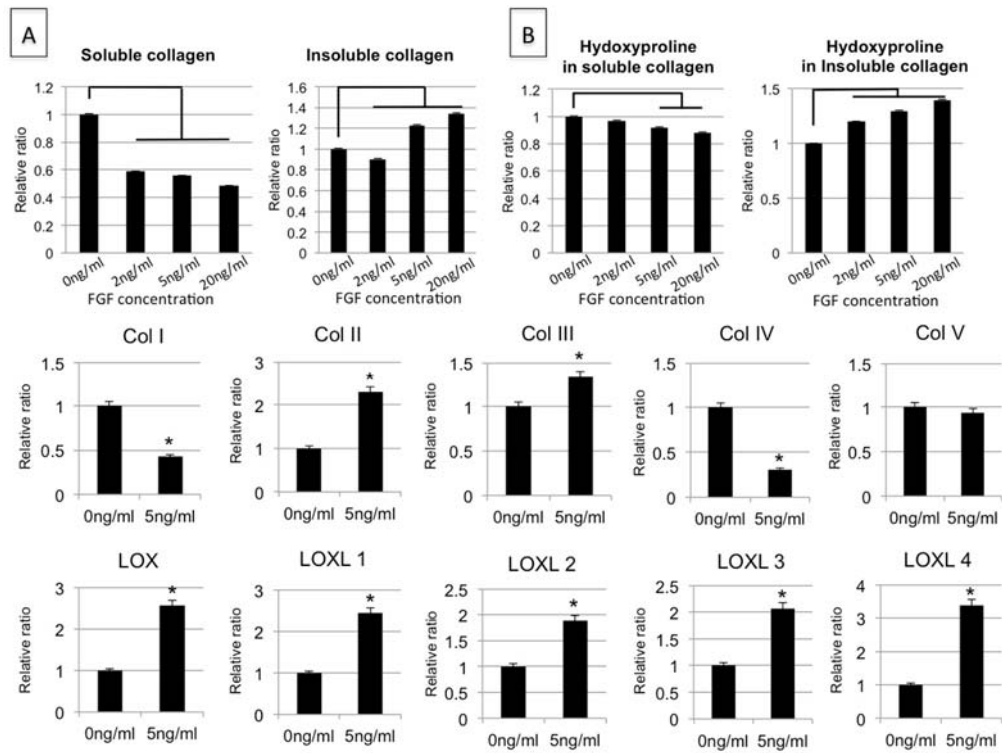 A
Soluble collagen
Relative ratio
1.2
1
0.8
0.6
0.4
0.2
0
0ng/ml
2ng/ml
5ng/ml
20ng/ml
FGF concentration
Insoluble collagen
Relative ratio
1.6
1.4
1.2
1
0.8
0.6
0.4
0.2
0
0ng/ml
2ng/ml
5ng/ml
20ng/ml
FGF concentration
B
Hydoxyproline
in soluble collagen
Relative ratio
1.2
1
0.8
0.6
0.4
0.2
0
0ng/ml
2ng/ml
5ng/ml
20ng/ml
FGF concentration
Hydoxyproline
in Insoluble collagen
Relative ratio
1.5
1
0.5
0
0ng/ml
2ng/ml
5ng/ml
20ng/ml
FGF concentration
Col I
Relative ratio
1.5
1
0.5
0
*
0ng/ml 5ng/ml
Col II
Relative ratio
3
2
1
0
*
0ng/ml 5ng/ml
Col III
Relative ratio
1.5
1
0.5
0
*
0ng/ml 5ng/ml
Col IV
Relative ratio
1.5
1
0.5
0
*
0ng/ml 5ng/ml
Col V
Relative ratio
1.5
1
0.5
0
0ng/ml 5ng/ml
LOX
Relative ratio
3
2
1
0
*
0ng/ml 5ng/ml
LOXL 1
Relative ratio
3
2
1
0
*
0ng/ml 5ng/ml
LOXL 2
Relative ratio
2.5
2
1.5
1
0.5
0
*
0ng/ml 5ng/ml
LOXL 3
Relative ratio
2.5
2
1.5
1
0.5
0
*
0ng/ml 5ng/ml
LOXL 4
Relative ratio
4
3
2
1
0
*
0ng/ml 5ng/ml